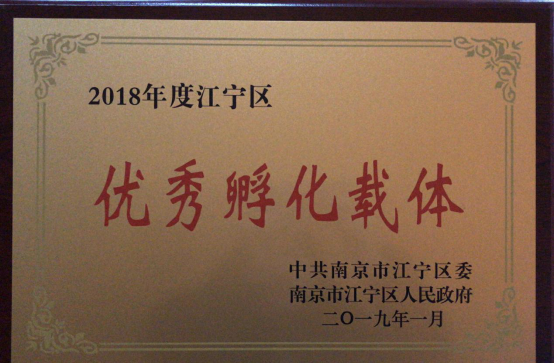 2018年度江宁区
优秀孵化载体
中共南京市江宁区委
南京市江宁区人民政府
二〇一九年一月